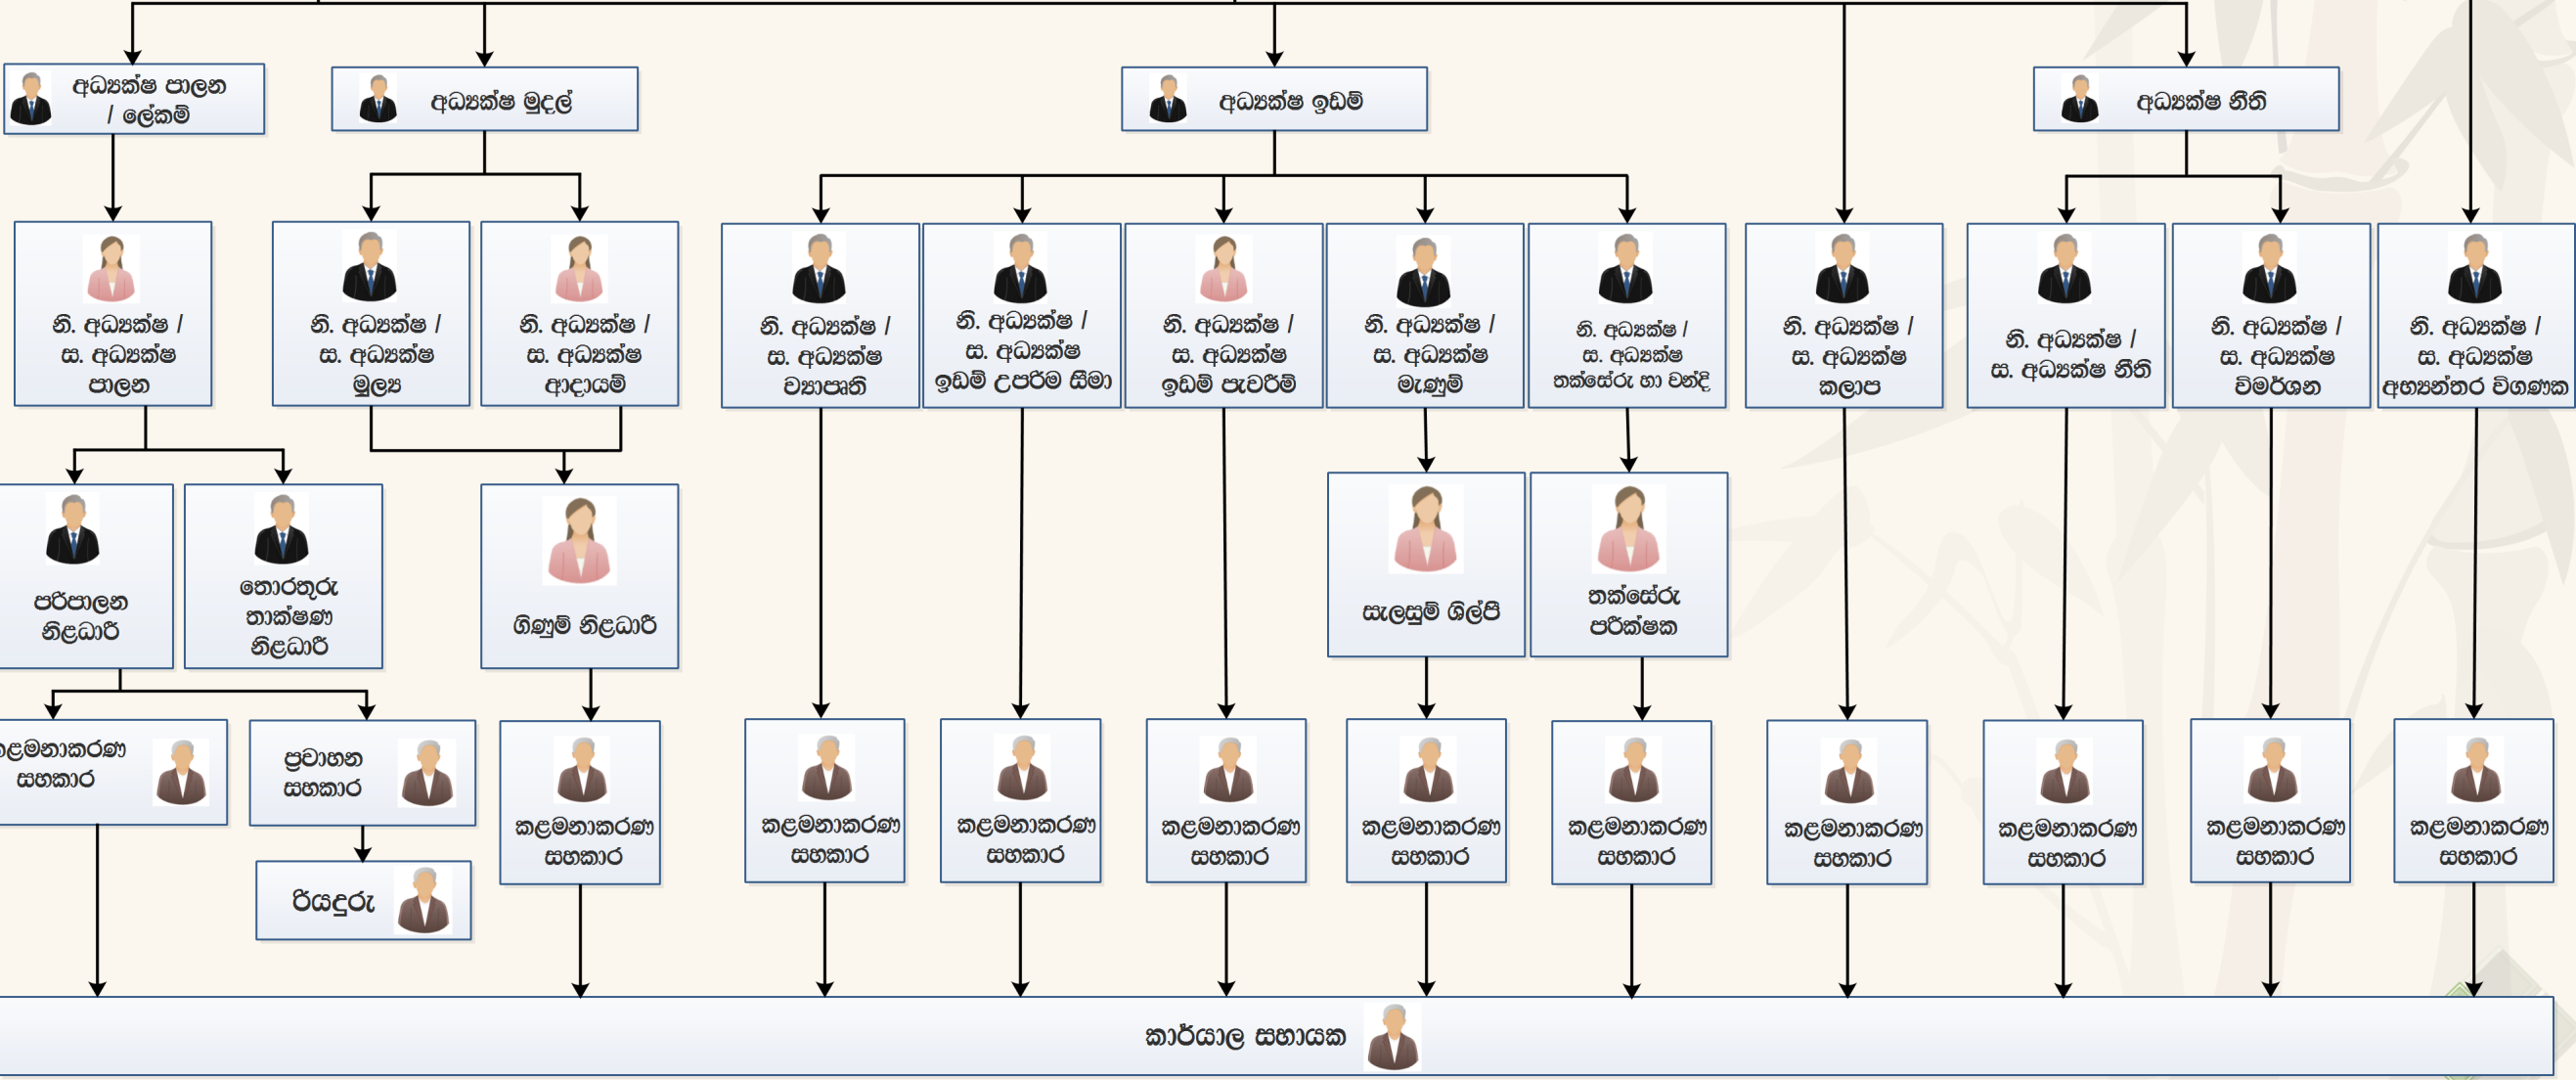 අධ්‍යක්ෂ පාලන
/ ලේකම්
අධ්‍යක්ෂ මුදල්
අධ්‍යක්ෂ ඉඩම්
අධ්‍යක්ෂ නීති
නි. අධ්‍යක්ෂ /
ස. අධ්‍යක්ෂ
පාලන
නි. අධ්‍යක්ෂ /
ස. අධ්‍යක්ෂ
මුල්‍ය
නි. අධ්‍යක්ෂ /
ස. අධ්‍යක්ෂ
ආදායම්
නි. අධ්‍යක්ෂ /
ස. අධ්‍යක්ෂ
ව්‍යාපෘති
නි. අධ්‍යක්ෂ /
ස. අධ්‍යක්ෂ
ඉඩම් උපරිම සීමා
නි. අධ්‍යක්ෂ /
ස. අධ්‍යක්ෂ
ඉඩම් පැවරීම්
නි. අධ්‍යක්ෂ /
ස. අධ්‍යක්ෂ
මැණුම්
නි. අධ්‍යක්ෂ /
ස. අධ්‍යක්ෂ
තක්සේරු හා වන්දි
නි. අධ්‍යක්ෂ /
ස. අධ්‍යක්ෂ
කලාප
නි. අධ්‍යක්ෂ /
ස. අධ්‍යක්ෂ නීති
නි. අධ්‍යක්ෂ /
ස. අධ්‍යක්ෂ
විමර්ශන
නි. අධ්‍යක්ෂ /
ස. අධ්‍යක්ෂ
අභ්‍යන්තර විගණක
පරිපාලන
නිළධාරී
තොරතුරු
තාක්ෂණ
නිළධාරී
ගිණුම් නිළධාරී
සැලසුම් ශිල්පී
තක්සේරු
පරීක්ෂක
කළමනාකරණ
සහකාර
ප්‍රවාහන
සහකාර
කළමනාකරණ
සහකාර
කළමනාකරණ
සහකාර
කළමනාකරණ
සහකාර
කළමනාකරණ
සහකාර
කළමනාකරණ
සහකාර
කළමනාකරණ
සහකාර
කළමනාකරණ
සහකාර
කළමනාකරණ
සහකාර
කළමනාකරණ
සහකාර
කළමනාකරණ
සහකාර
රියදුරු
කාර්යාල සහායක